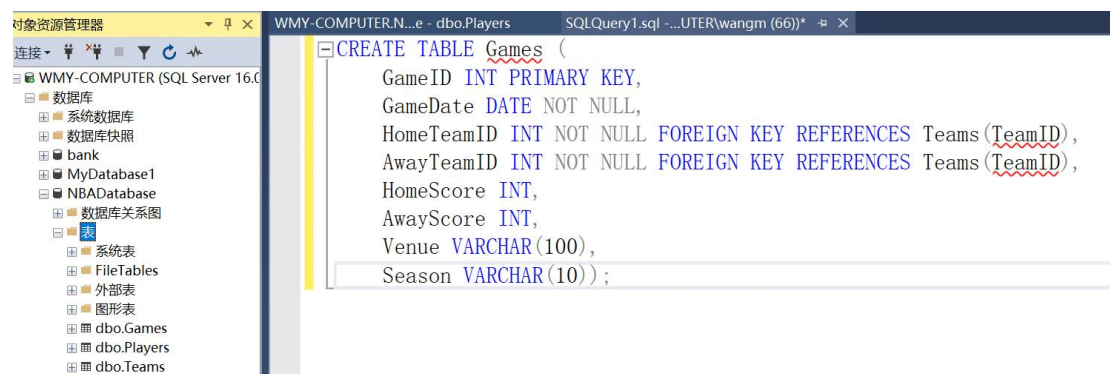 对象资源管理器
WMY-COMPUTER.N...e - dbo.Players
SQLQuery1.sql -...UTER\wangm (66))*
连接
WMY-COMPUTER (SQL Server 16.0
数据库
系统数据库
数据库快照
bank
MyDatabase1
NBADatabase
数据库关系图
表
系统表
FileTables
外部表
图形表
dbo.Games
dbo.Players
dbo.Teams
CREATE TABLE Games (
GameID INT PRIMARY KEY,
GameDate DATE NOT NULL,
HomeTeamID INT NOT NULL FOREIGN KEY REFERENCES Teams(TeamID),
AwayTeamID INT NOT NULL FOREIGN KEY REFERENCES Teams(TeamID),
HomeScore INT,
AwayScore INT,
Venue VARCHAR(100),
Season VARCHAR(10));